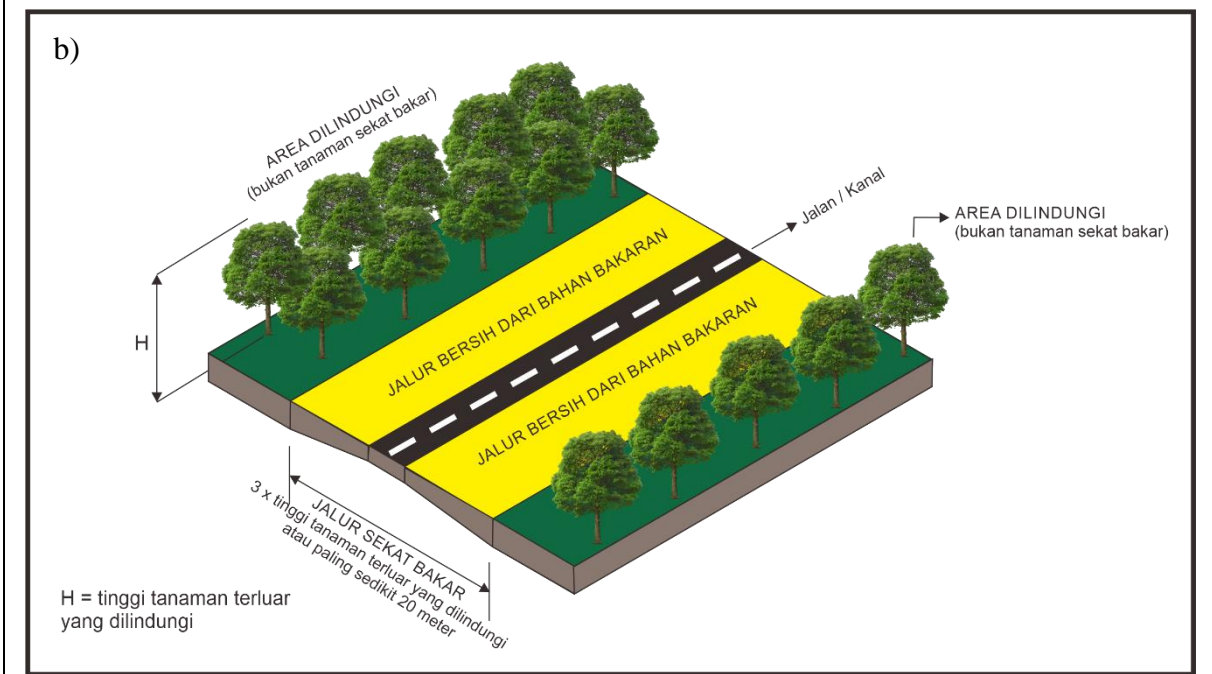 b)
AREA DILINDUNGI
(bukan tanaman sekat bakar)
Jalan / Kanal
AREA DILINDUNGI
(bukan tanaman sekat bakar)
JALUR BERSIH DARI BAHAN BAKARAN
H
JALUR BERSIH DARI BAHAN BAKARAN
JALUR SEKAT BAKAR
3 x tinggi tanaman terluar yang dilindungi
atau paling sedikit 20 meter
H = tinggi tanaman terluar
yang dilindungi